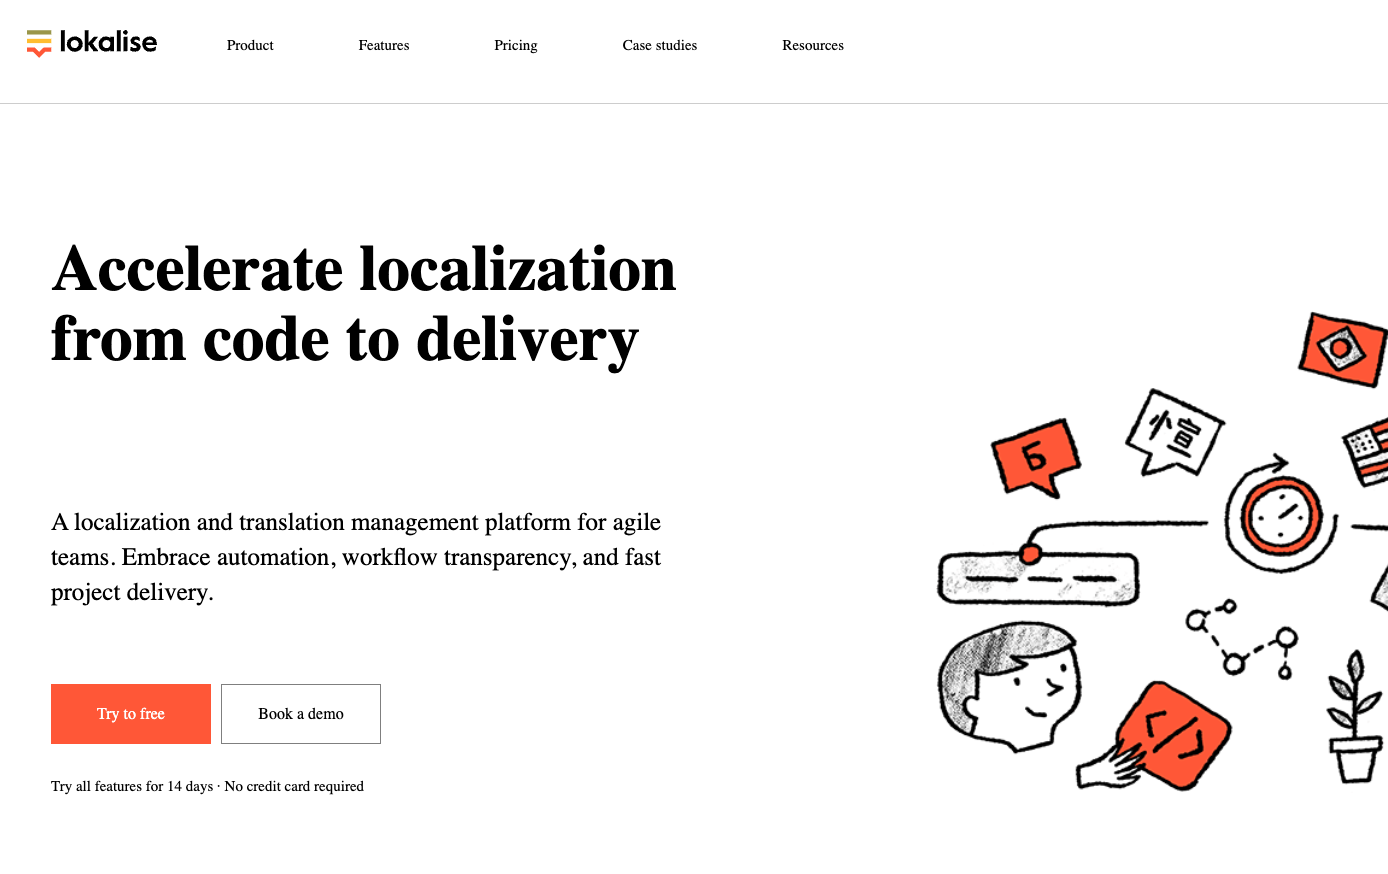 lokalise
Product
Features
Pricing
Case studies
Resources
Accelerate localization
from code to delivery
A localization and translation management platform for agile
teams. Embrace automation, workflow transparency, and fast
project delivery.
Try to free
Book a demo
Try all features for 14 days · No credit card required
Б